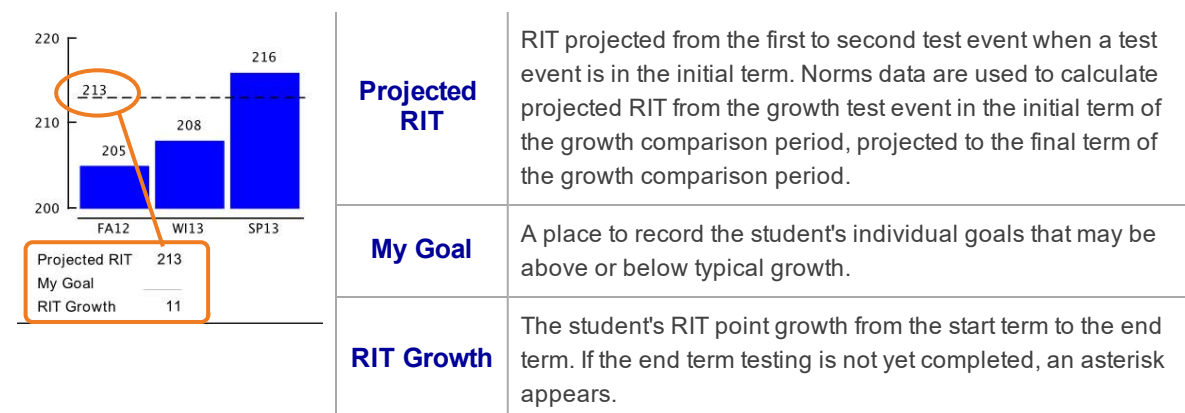 220
216
213
210
208
205
200
FA12 WI13 SP13
Projected RIT 213
My Goal
RIT Growth 11
Projected
RIT
RIT projected from the first to second test event when a test
event is in the initial term. Norms data are used to calculate
projected RIT from the growth test event in the initial term of
the growth comparison period, projected to the final term of
the growth comparison period.
My Goal
A place to record the student's individual goals that may be
above or below typical growth.
RIT Growth
The student's RIT point growth from the start term to the end
term. If the end term testing is not yet completed, an asterisk
appears.